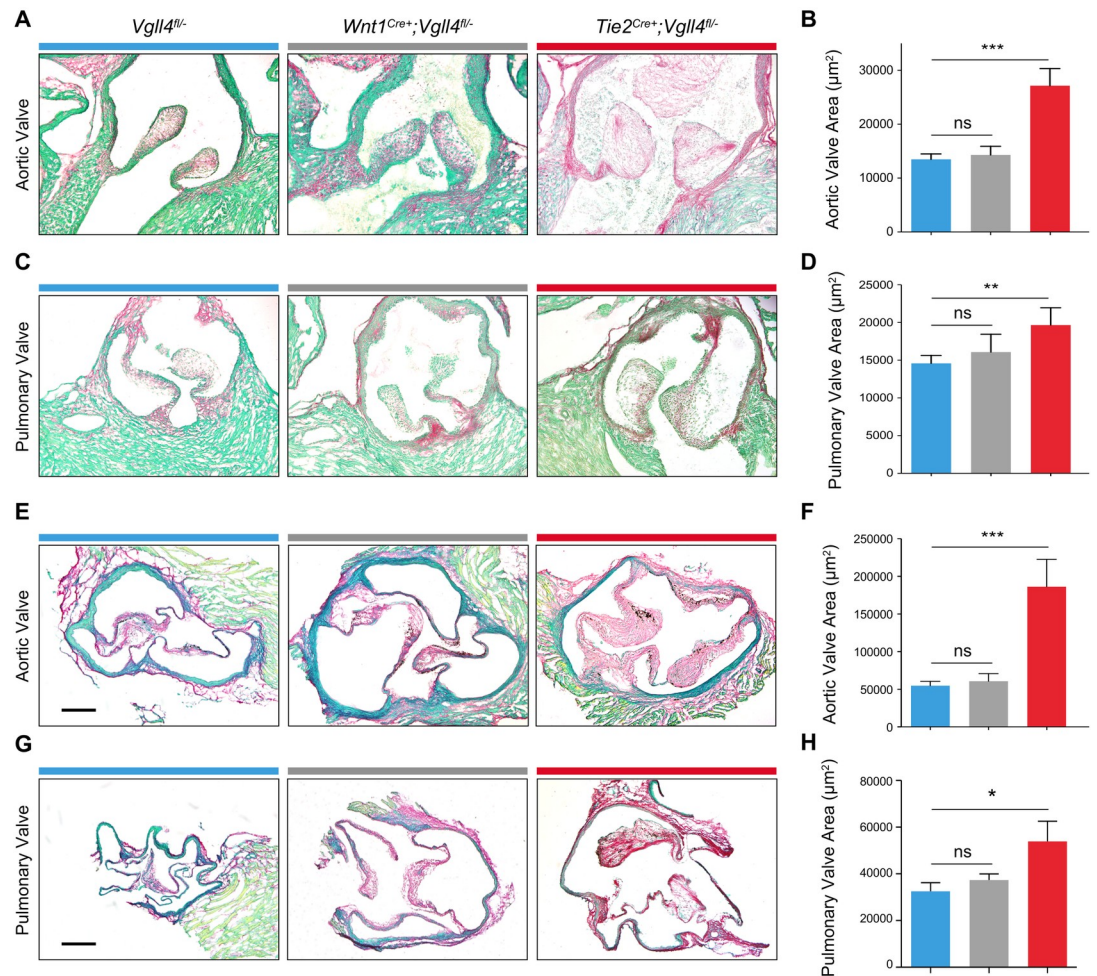 A
Vgll4fl/-
Wnt1Cre+;Vgll4fl/-
Tie2Cre+;Vgll4fl/-
Aortic Valve
B
Aortic Valve Area (µm²)
30000
20000
10000
0
ns
***
C
Pulmonary Valve
D
Pulmonary Valve Area (µm²)
25000
20000
15000
10000
5000
0
ns
**
E
Aortic Valve
F
Aortic Valve Area (µm²)
250000
200000
150000
100000
50000
0
ns
***
G
Pulmonary Valve
H
Pulmonary Valve Area (µm²)
80000
60000
40000
20000
0
ns
*